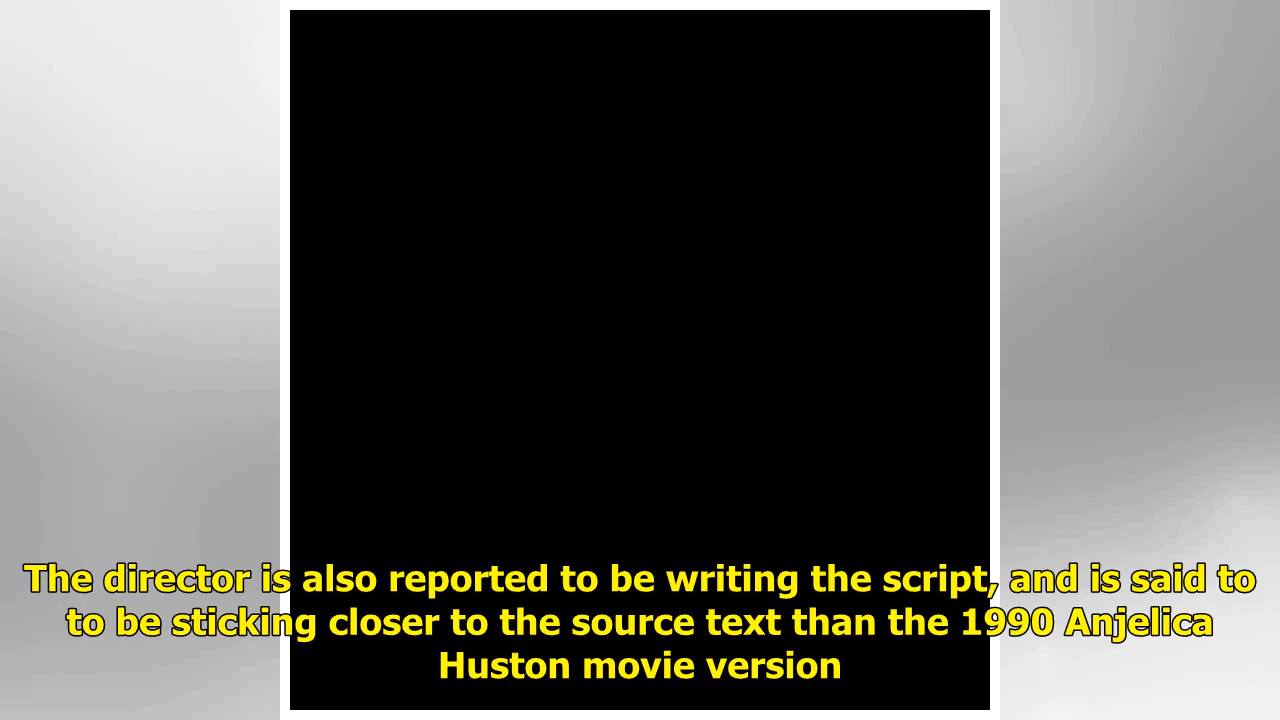 The director is also reported to be writing the script, and is said to
to be sticking closer to the source text than the 1990 Anjelica
Huston movie version